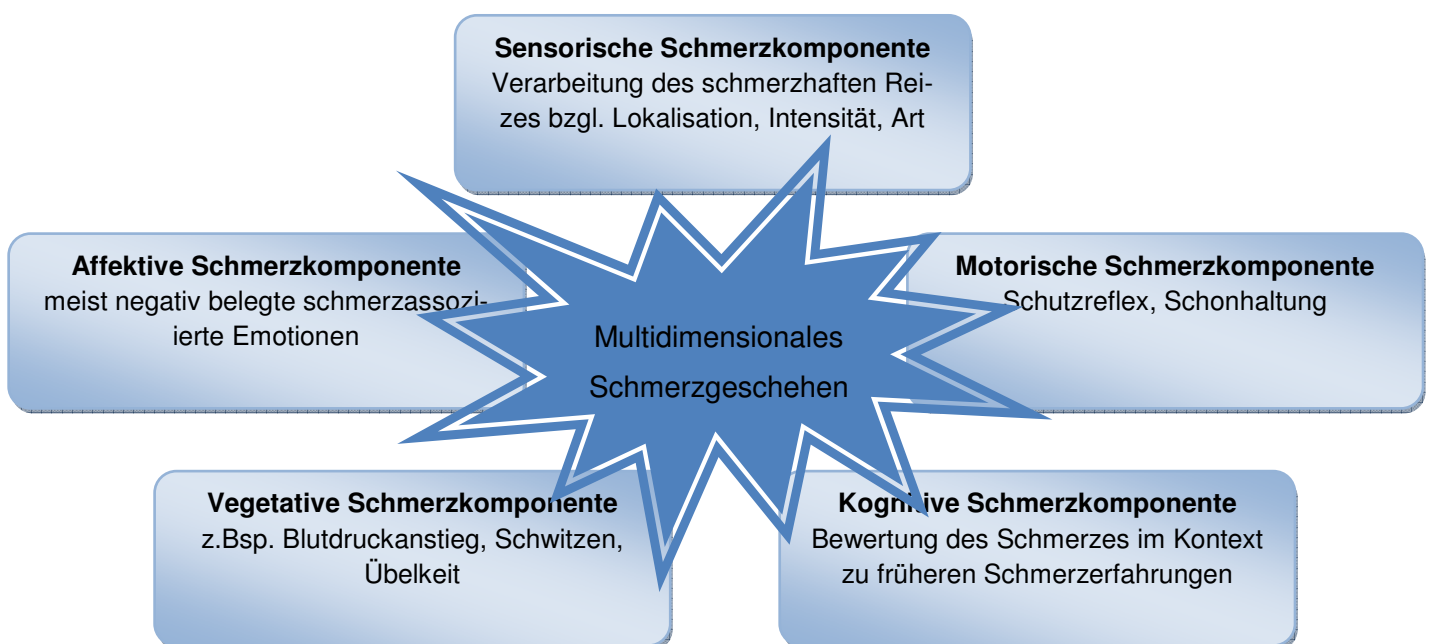 Sensorische Schmerzkomponente
Verarbeitung des schmerzhaften Rei-
zes bzgl. Lokalisation, Intensität, Art
Affektive Schmerzkomponente
meist negativ belegte schmerzassozi-
ierte Emotionen
Motorische Schmerzkomponente
Schutzreflex, Schonhaltung
Multidimensionales
Schmerzgeschehen
Vegetative Schmerzkomponente
z.Bsp. Blutdruckanstieg, Schwitzen,
Übelkeit
Kognitive Schmerzkomponente
Bewertung des Schmerzes im Kontext
zu früheren Schmerzerfahrungen